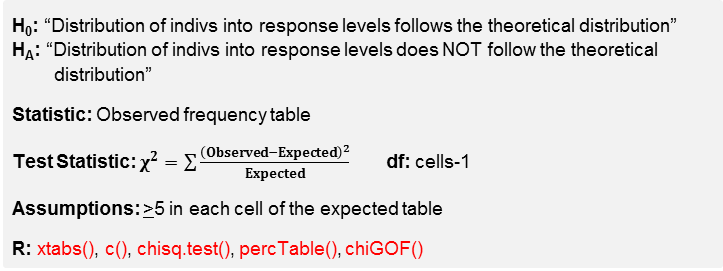 H₀: “Distribution of indivs into response levels follows the theoretical distribution”
H_A: “Distribution of indivs into response levels does NOT follow the theoretical
distribution”
Statistic: Observed frequency table
Test Statistic: χ² = Σ (Observed−Expected)² / Expected df: cells-1
Assumptions: ≥5 in each cell of the expected table
R: xtabs(), c(), chisq.test(), percTable(), chiGOF()